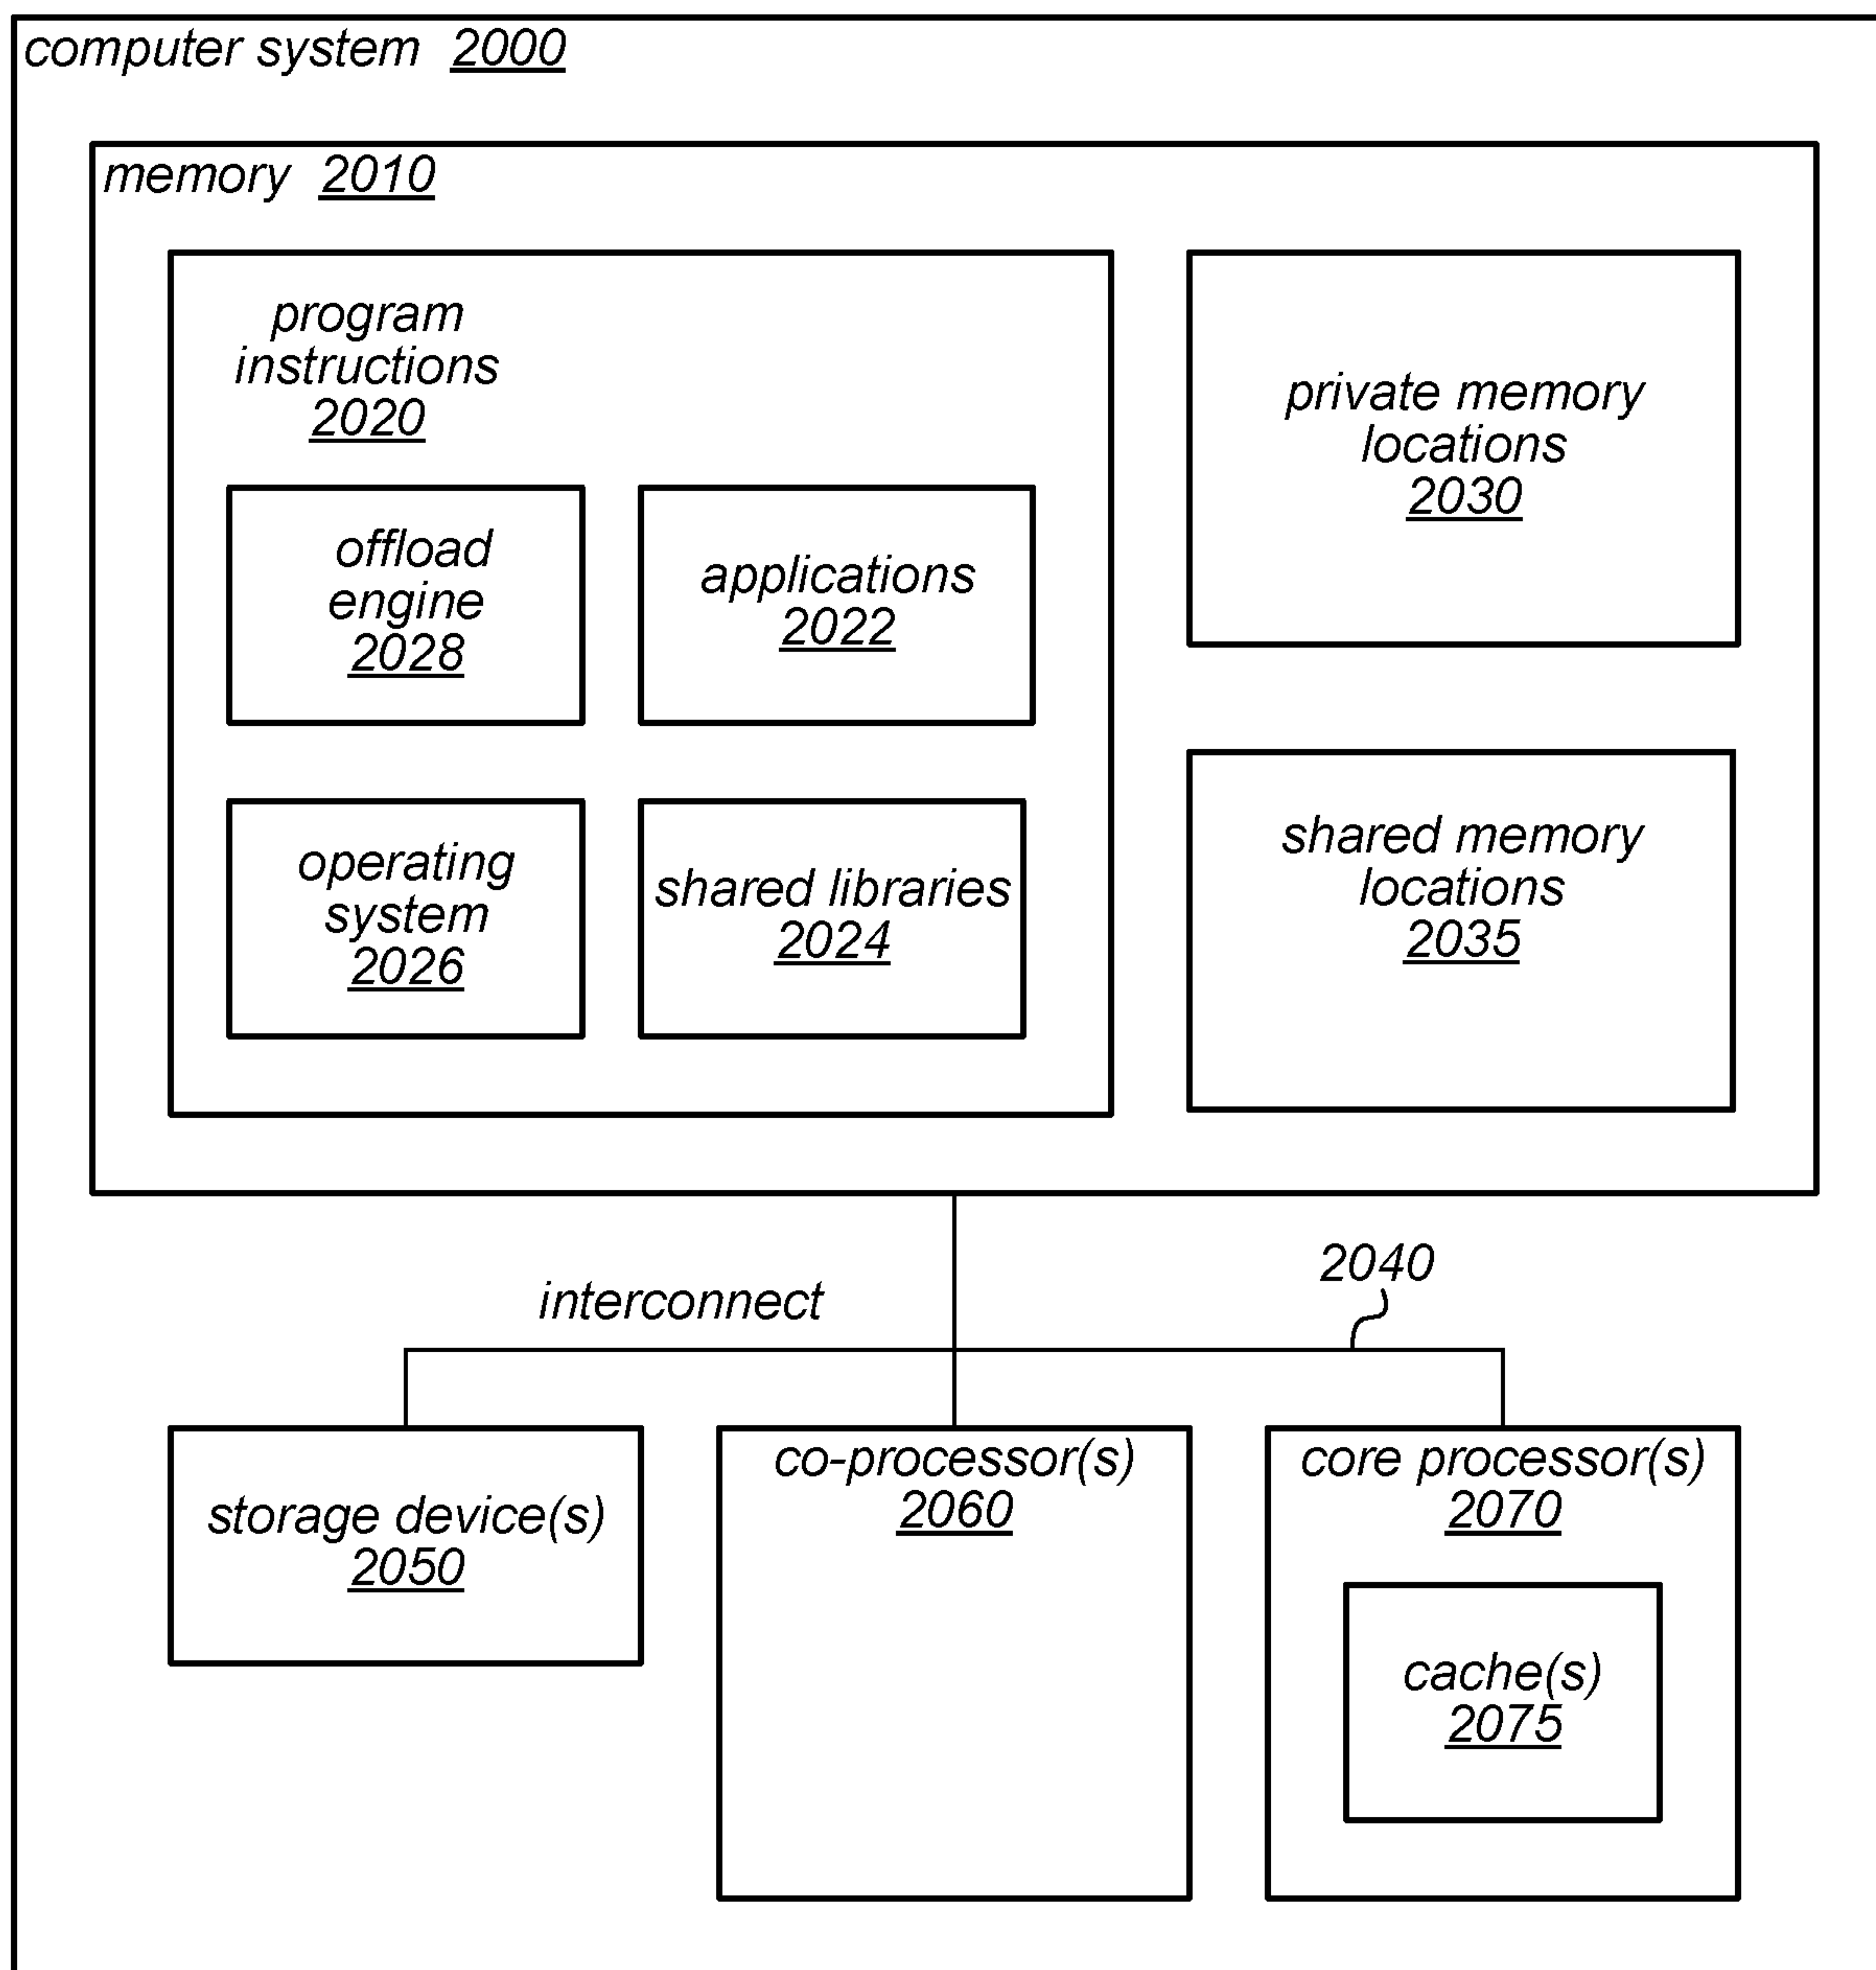 computer system 2000
memory 2010
program
instructions
2020
offload
engine
2028
applications
2022
operating
system
2026
shared libraries
2024
private memory
locations
2030
shared memory
locations
2035
interconnect
2040
storage device(s)
2050
co-processor(s)
2060
core processor(s)
2070
cache(s)
2075